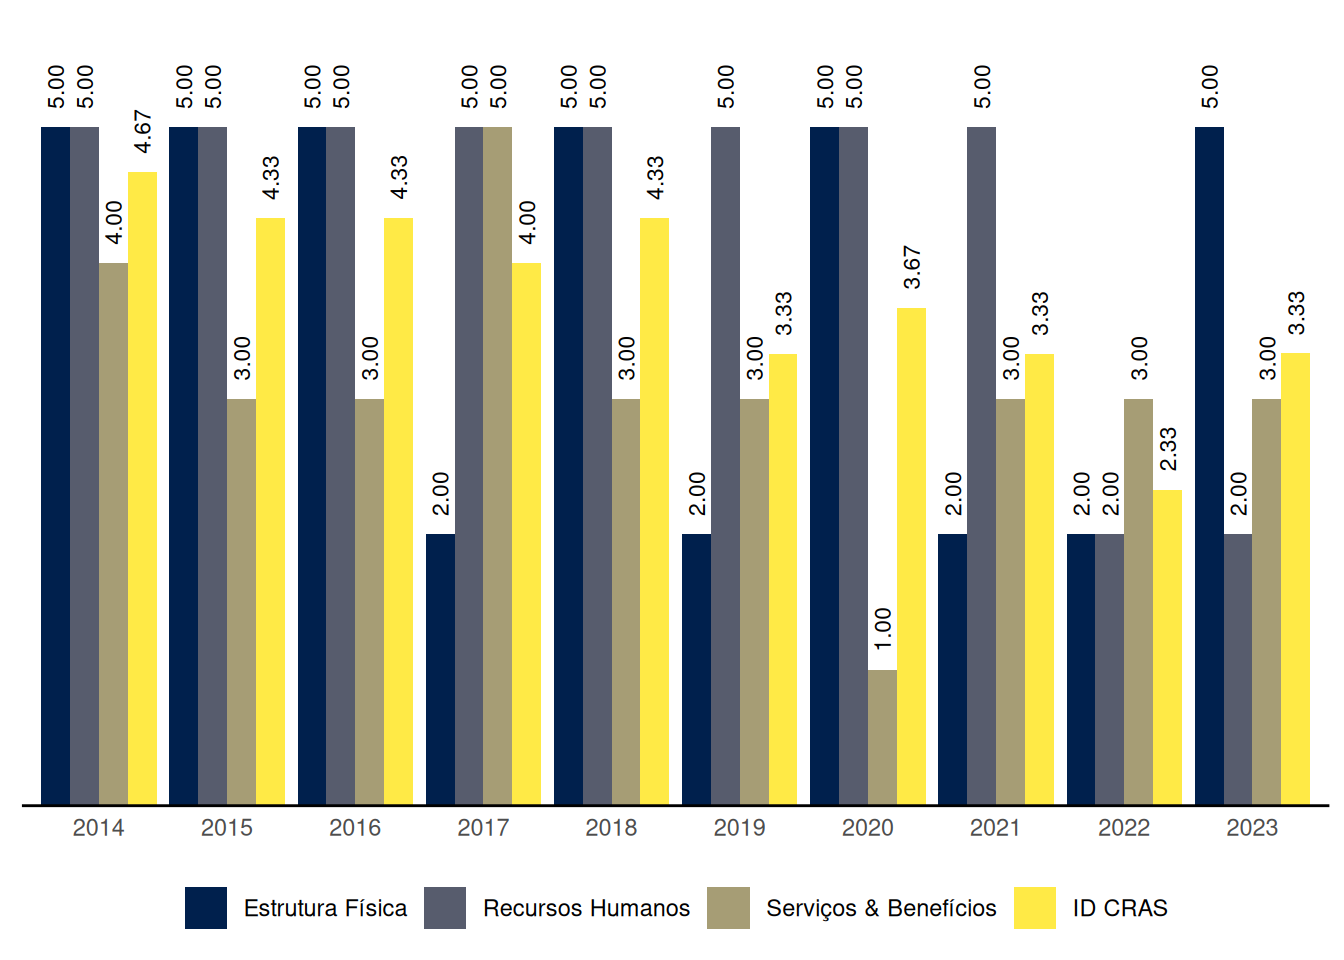 5.00 5.00 4.00 4.67
5.00 5.00 3.00 4.33
5.00 5.00 3.00 4.33
2.00 5.00 5.00 4.00
5.00 5.00 3.00 4.33
2.00 5.00 3.00 3.33
5.00 5.00 1.00 3.67
2.00 5.00 3.00 3.33
2.00 2.00 3.00 2.33
5.00 2.00 3.00 3.33
2014 2015 2016 2017 2018 2019 2020 2021 2022 2023
Estrutura Física Recursos Humanos Serviços & Benefícios ID CRAS